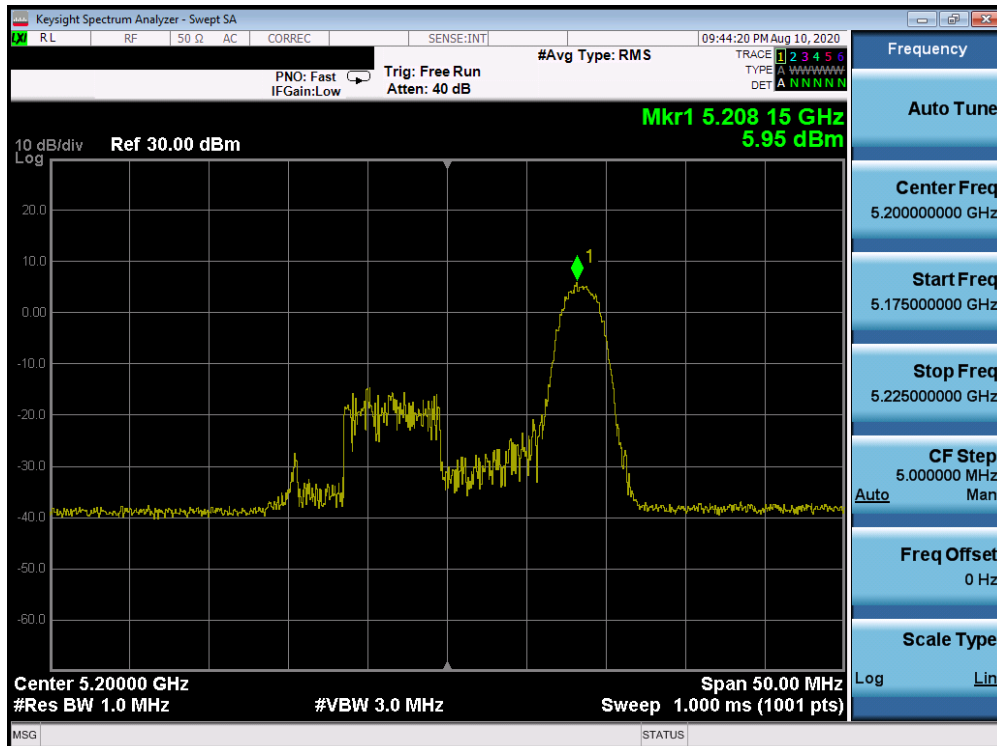 Keysight Spectrum Analyzer - Swept SA
LXI RL RF 50 Ω AC CORREC SENSE:INT 09:44:20 PM Aug 10, 2020
#Avg Type: RMS TRACE 1 2 3 4 5 6
PNO: Fast Trig: Free Run TYPE A WWWWW
IFGain:Low Atten: 40 dB DET A N N N N N
Mkr1 5.208 15 GHz
5.95 dBm
10 dB/div Ref 30.00 dBm
Log
1
20.0
10.0
0.00
-10.0
-20.0
-30.0
-40.0
-50.0
-60.0
Center 5.20000 GHz Span 50.00 MHz
#Res BW 1.0 MHz #VBW 3.0 MHz Sweep 1.000 ms (1001 pts)
MSG STATUS
Frequency
Auto Tune
Center Freq
5.200000000 GHz
Start Freq
5.175000000 GHz
Stop Freq
5.225000000 GHz
CF Step
5.000000 MHz
Auto Man
Freq Offset
0 Hz
Scale Type
Log Lin